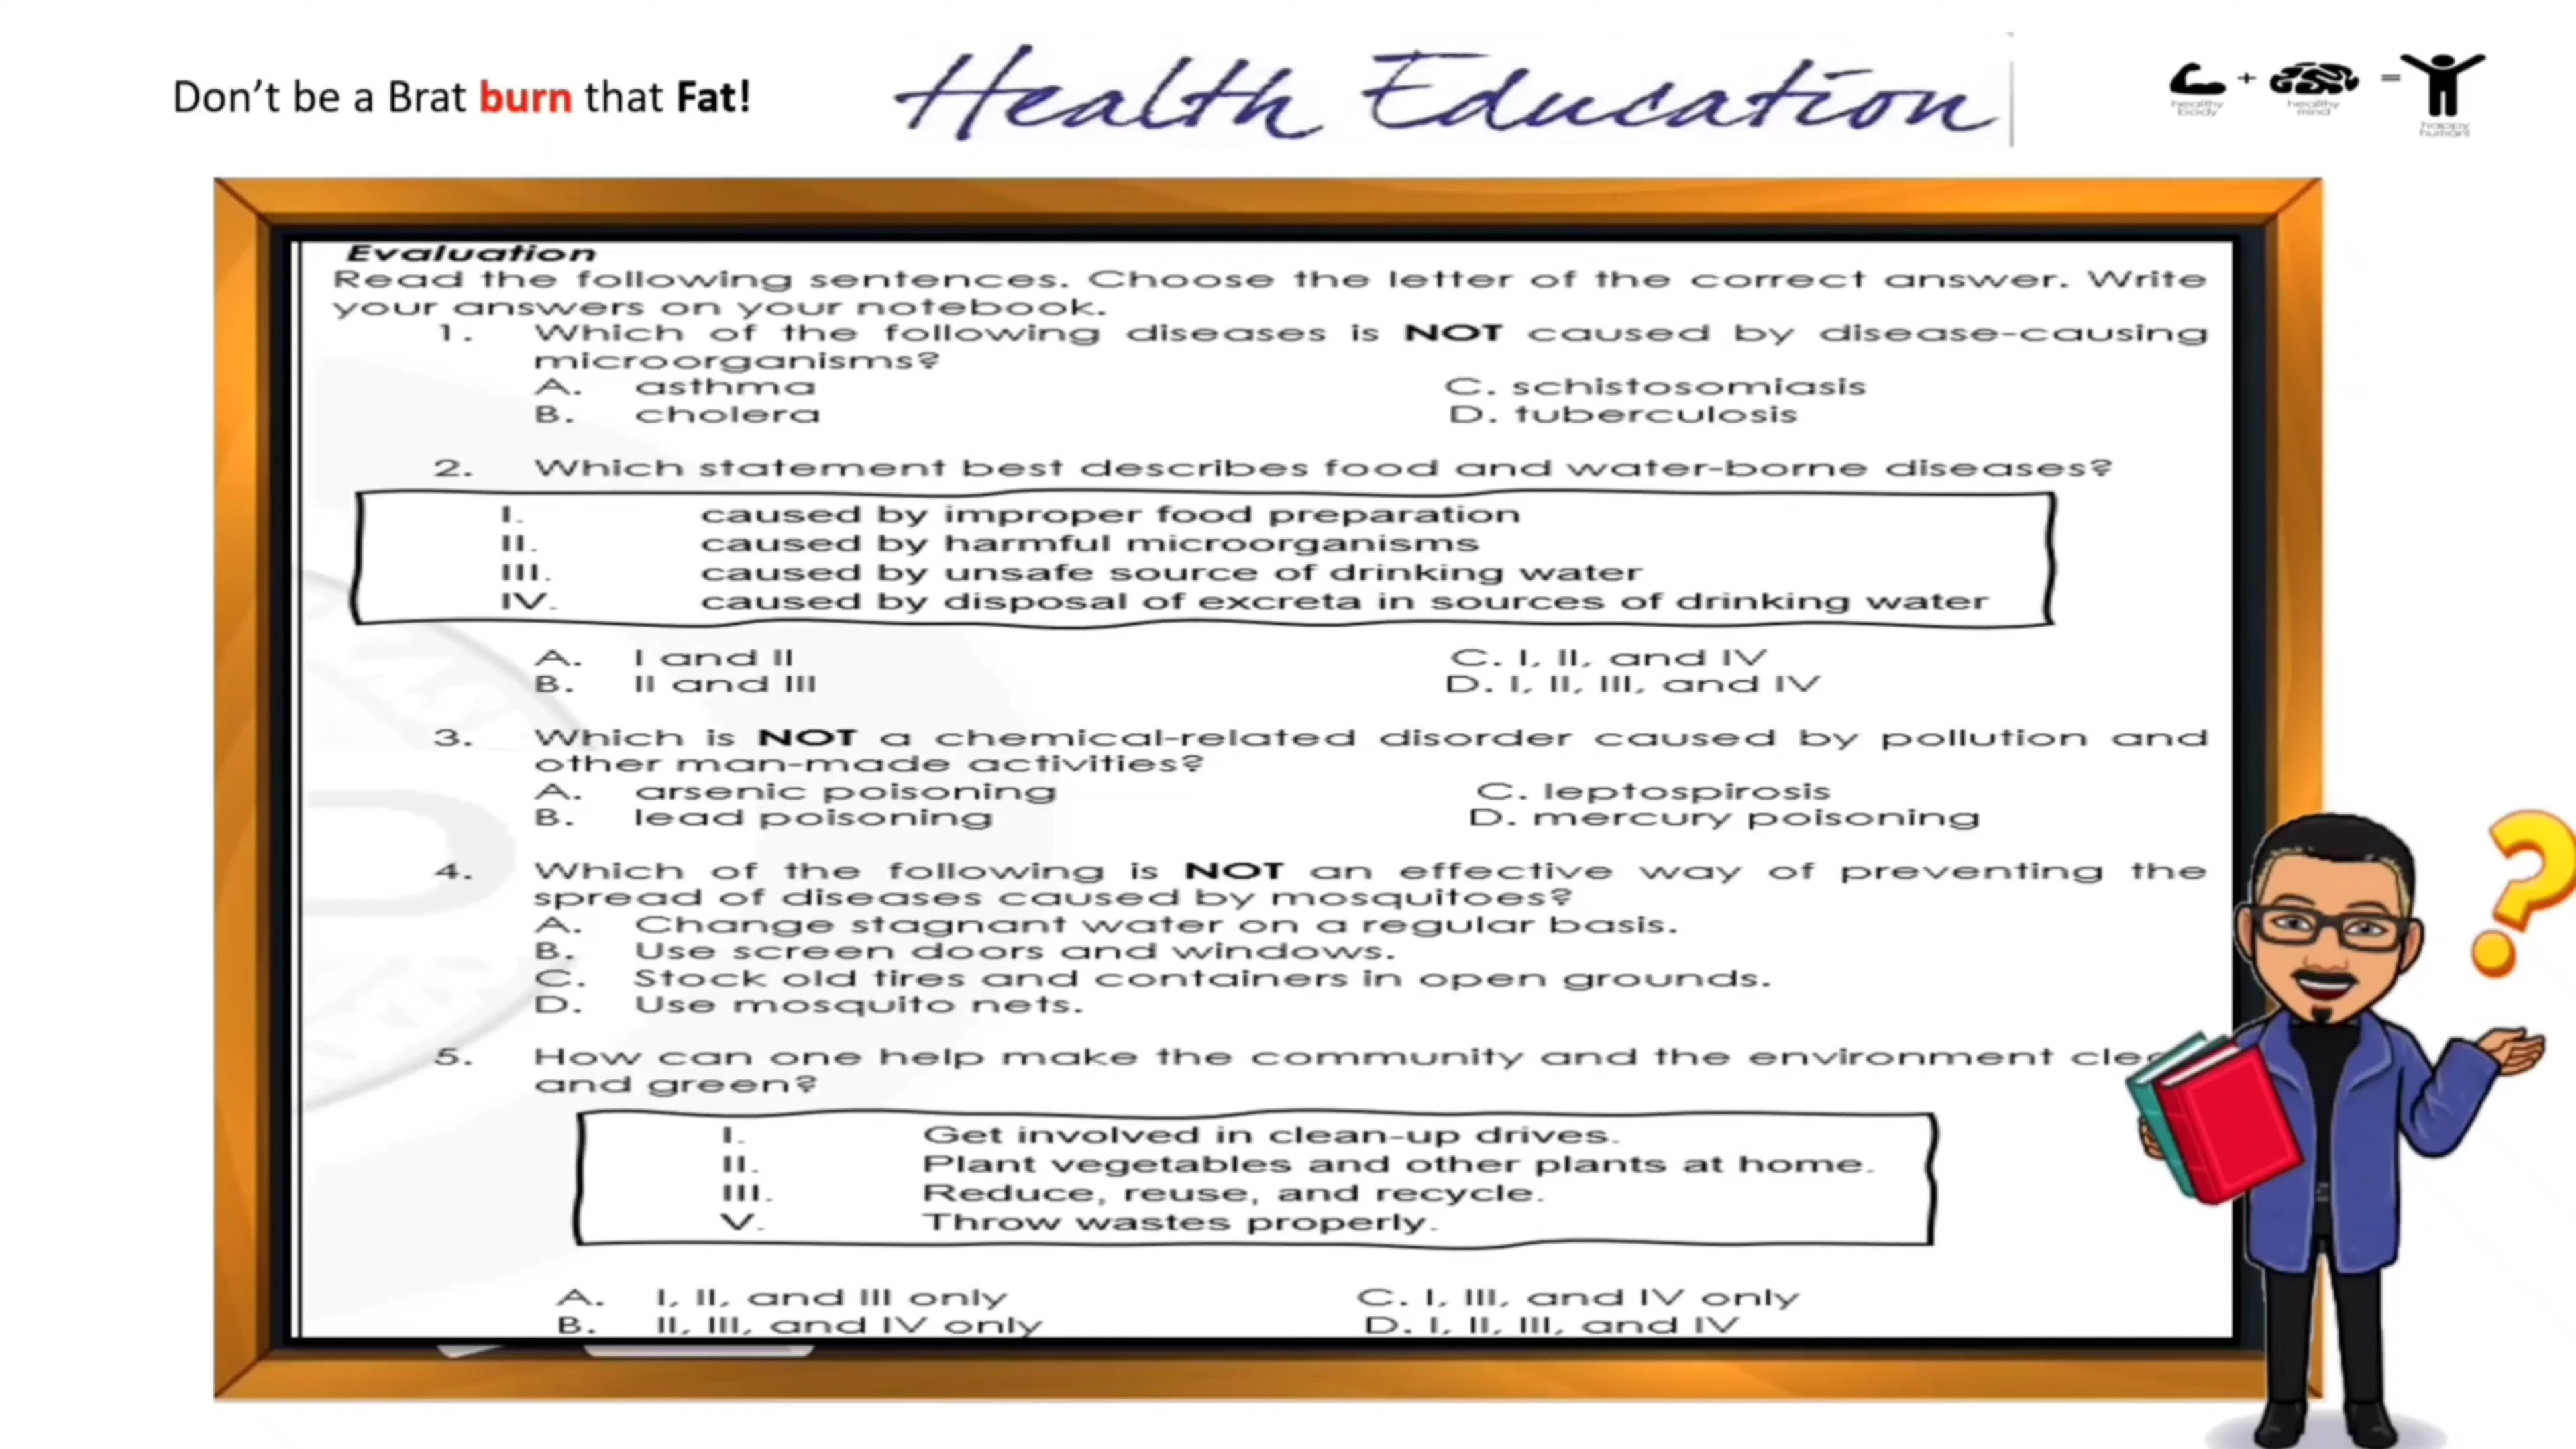 Don't be a Brat burn that Fat!
Health Education
healthy body
+
healthy mind
=
happy human!
Evaluation
Read the following sentences. Choose the letter of the correct answer. Write
your answers on your notebook.
1. Which of the following diseases is NOT caused by disease-causing
microorganisms?
A. asthma C. schistosomiasis
B. cholera D. tuberculosis
2. Which statement best describes food and water-borne diseases?
I. caused by improper food preparation
II. caused by harmful microorganisms
III. caused by unsafe source of drinking water
IV. caused by disposal of excreta in sources of drinking water
A. I and II C. I, II, and IV
B. II and III D. I, II, III, and IV
3. Which is NOT a chemical-related disorder caused by pollution and
other man-made activities?
A. arsenic poisoning C. leptospirosis
B. lead poisoning D. mercury poisoning
4. Which of the following is NOT an effective way of preventing the
spread of diseases caused by mosquitoes?
A. Change stagnant water on a regular basis.
B. Use screen doors and windows.
C. Stock old tires and containers in open grounds.
D. Use mosquito nets.
5. How can one help make the community and the environment
and green?
I. Get involved in clean-up drives.
II. Plant vegetables and other plants at home.
III. Reduce, reuse, and recycle.
V. Throw wastes properly.
A. I, II, and III only C. I, III, and IV only
B. II, III, and IV only D. I, II, III, and IV